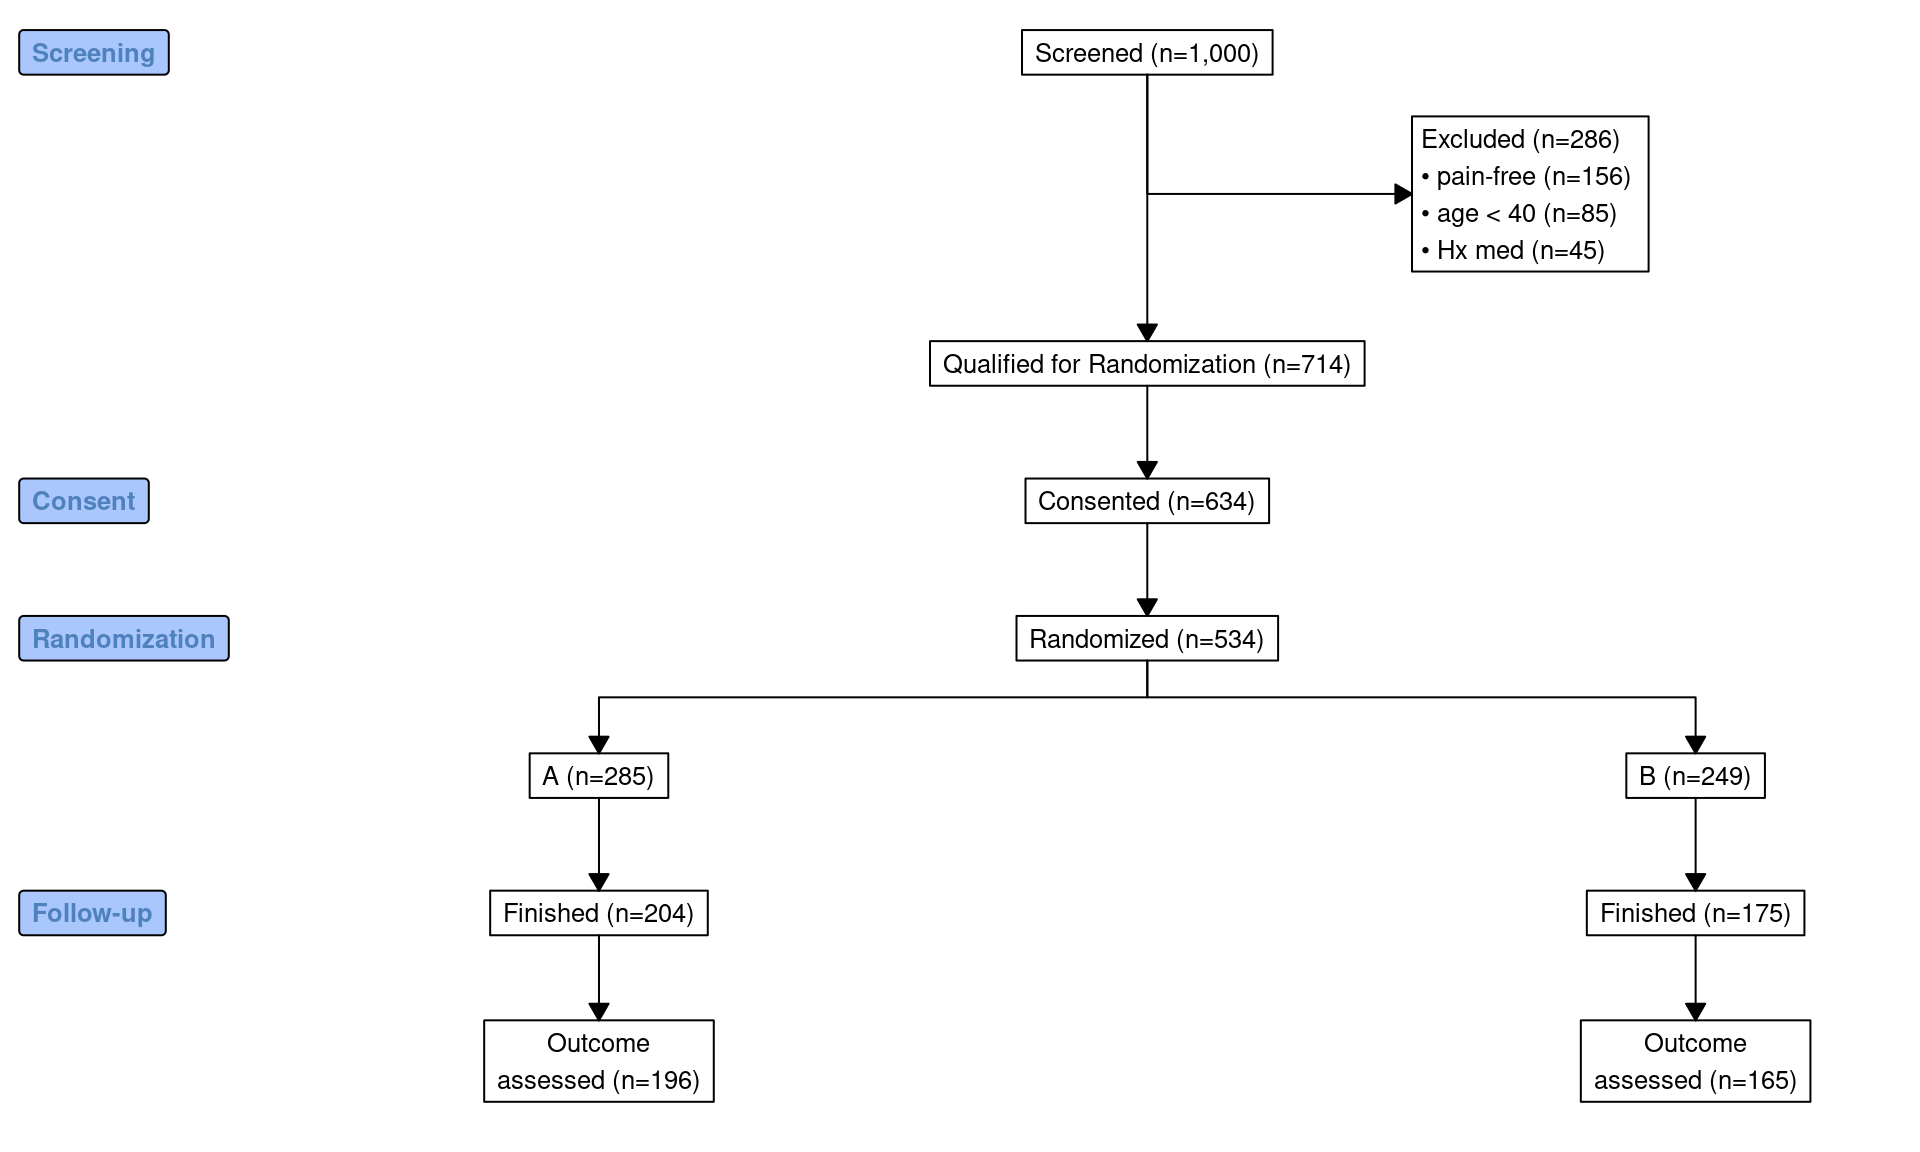 Screening
Screened (n=1,000)
Excluded (n=286)
• pain-free (n=156)
• age < 40 (n=85)
• Hx med (n=45)
Qualified for Randomization (n=714)
Consent
Consented (n=634)
Randomization
Randomized (n=534)
A (n=285)
B (n=249)
Follow-up
Finished (n=204)
Finished (n=175)
Outcome
assessed (n=196)
Outcome
assessed (n=165)